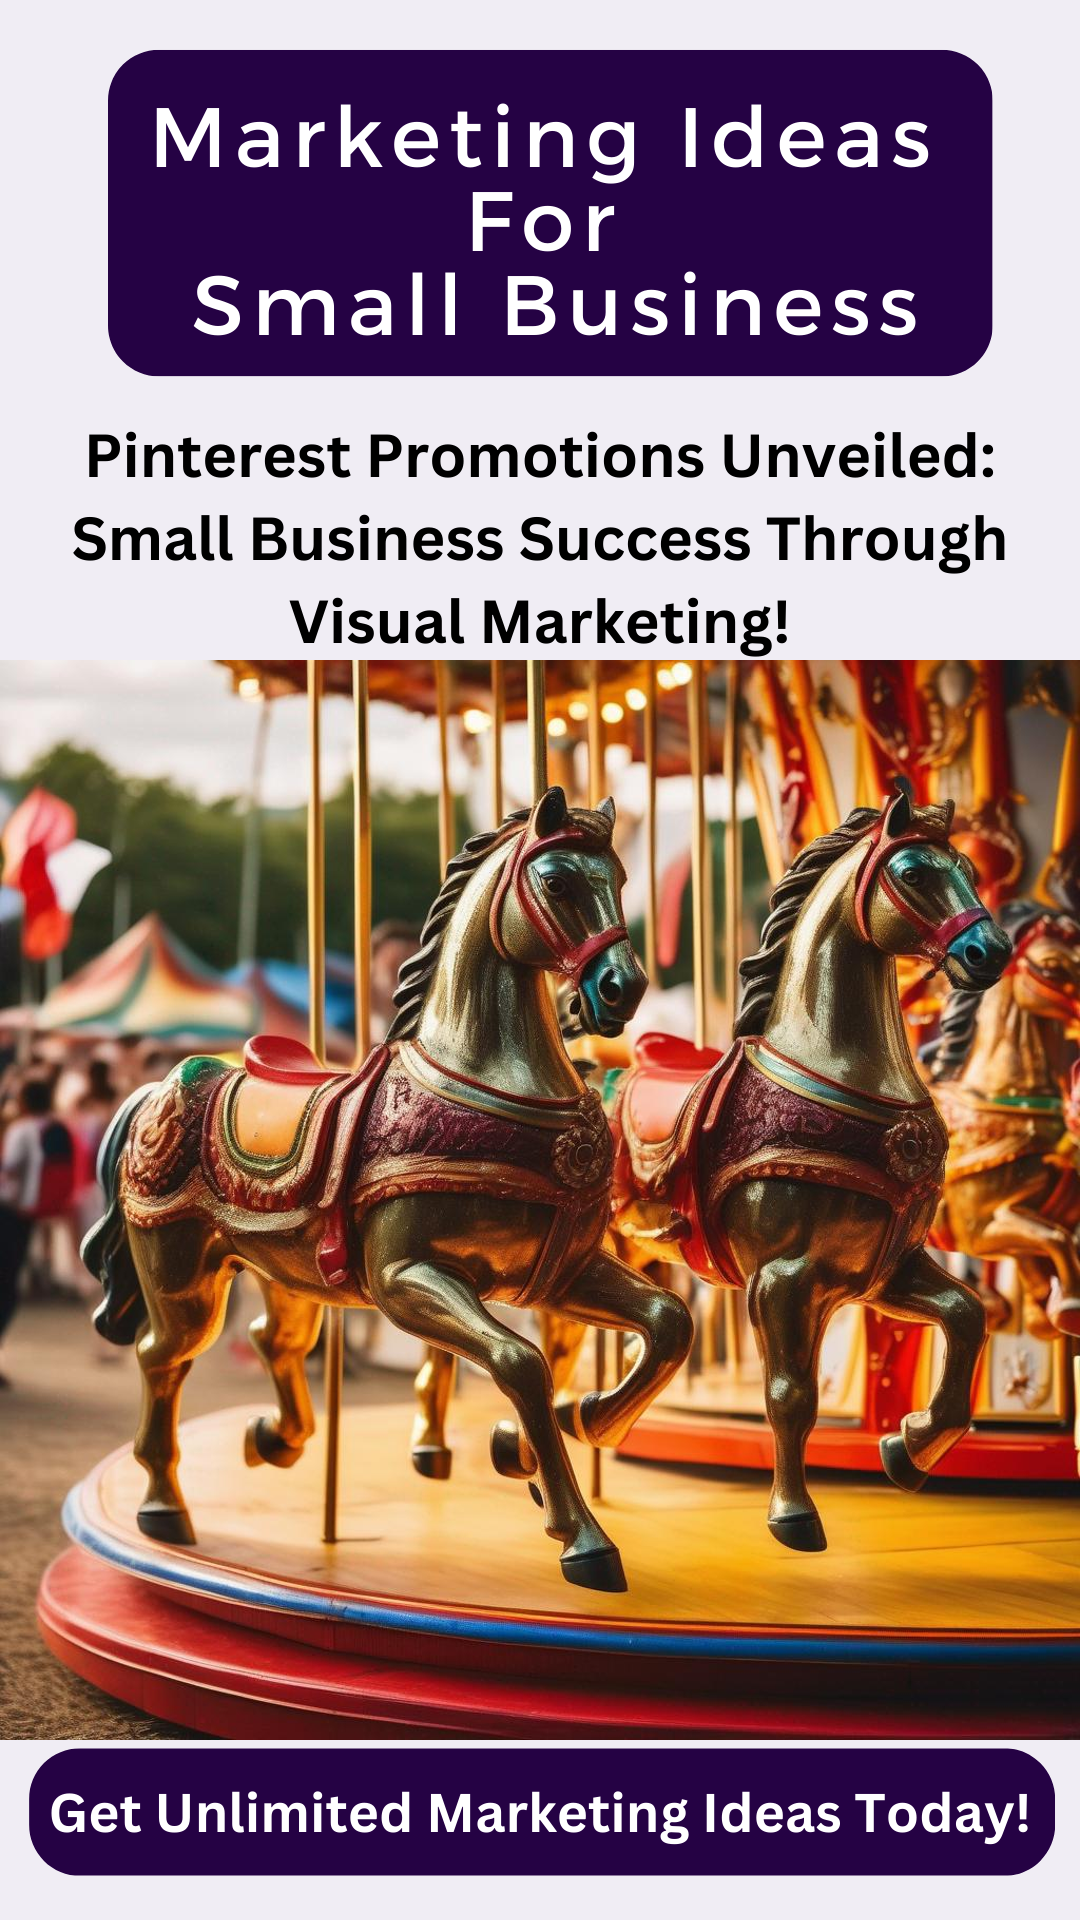 Marketing Ideas
For
Small Business
Pinterest Promotions Unveiled:
Small Business Success Through
Visual Marketing!
Get Unlimited Marketing Ideas Today!